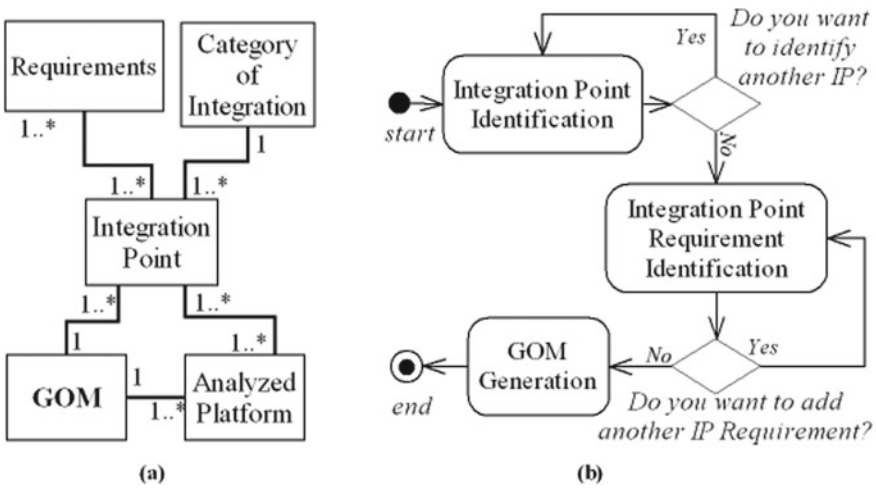 Requirements
Category
of
Integration
1..*
1
1..*
1..*
Integration
Point
1..*
1..*
1
1..*
GOM
1
1..*
Analyzed
Platform
(a)
Do you want
to identify
another IP?
Yes
Integration Point
Identification
start
No
Integration Point
Requirement
Identification
GOM
Generation
No
Yes
end
Do you want to add
another IP Requirement?
(b)